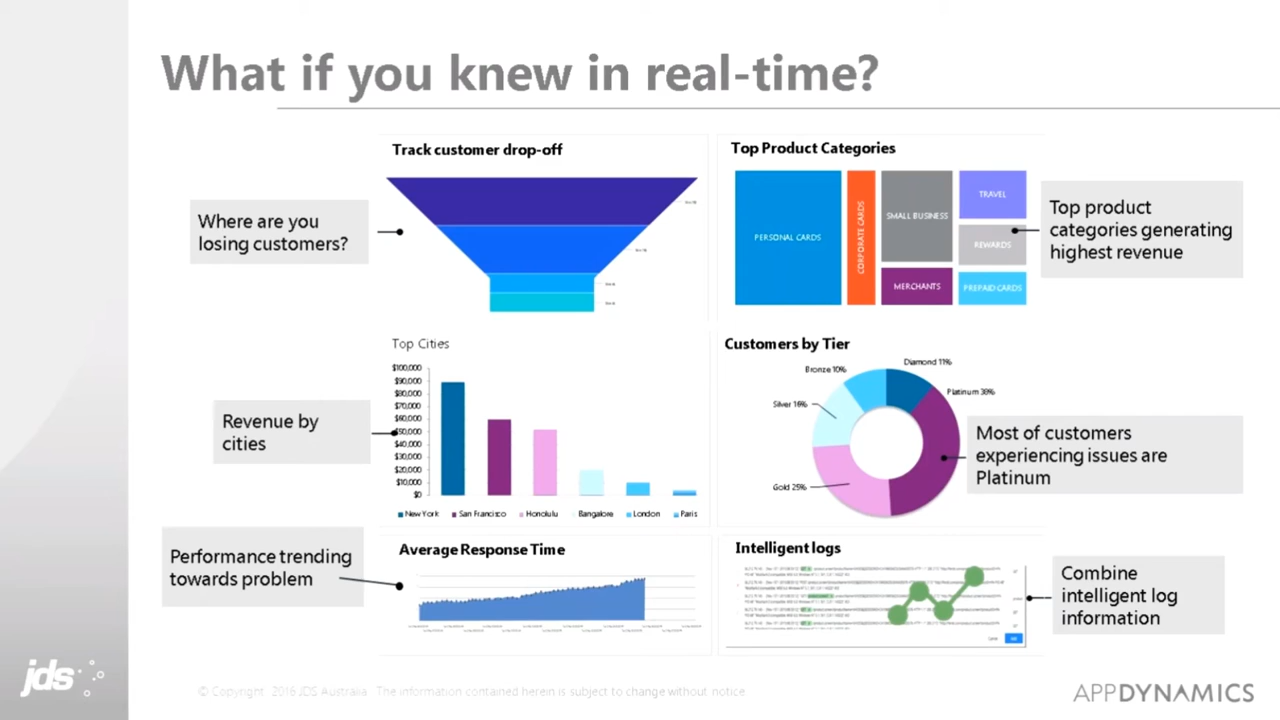 What if you knew in real-time?
Track customer drop-off
Where are you
losing customers?
Top Product Categories
PERSONAL CARDS
CORPORATE CARDS
SMALL BUSINESS
MERCHANTS
TRAVEL
REWARDS
PREPAID CARDS
Top product
categories generating
highest revenue
Top Cities
$100,000
$90,000
$80,000
$70,000
$60,000
$50,000
$40,000
$30,000
$20,000
$10,000
$0
New York San Francisco Honolulu Bangalore London Paris
Revenue by
cities
Customers by Tier
Diamond 11%
Bronze 10%
Silver 16%
Gold 25%
Most of customers
experiencing issues are
Platinum
Platinum 38%
Average Response Time
Performance trending
towards problem
Intelligent logs
Combine
intelligent log
information
jds
© Copyright 2016 JDS Australia The information contained herein is subject to change without notice
APPDYNAMICS